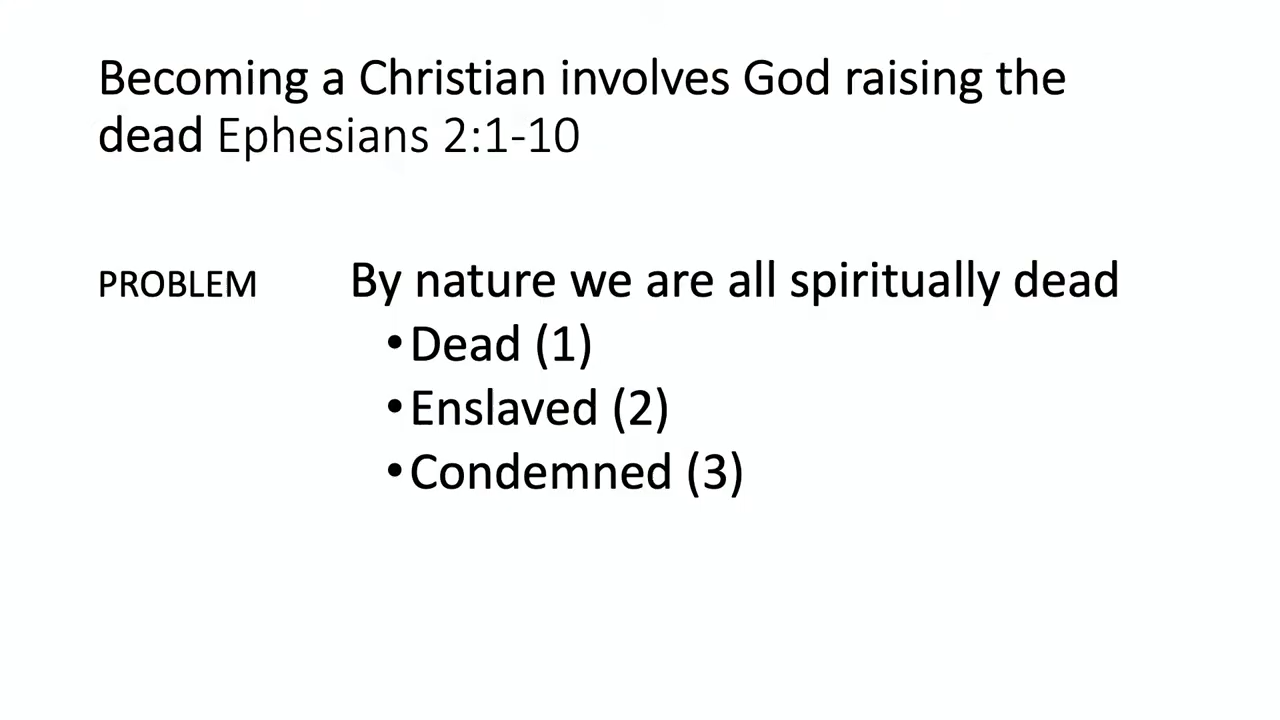 Becoming a Christian involves God raising the
dead Ephesians 2:1-10
PROBLEM By nature we are all spiritually dead
•Dead (1)
•Enslaved (2)
•Condemned (3)